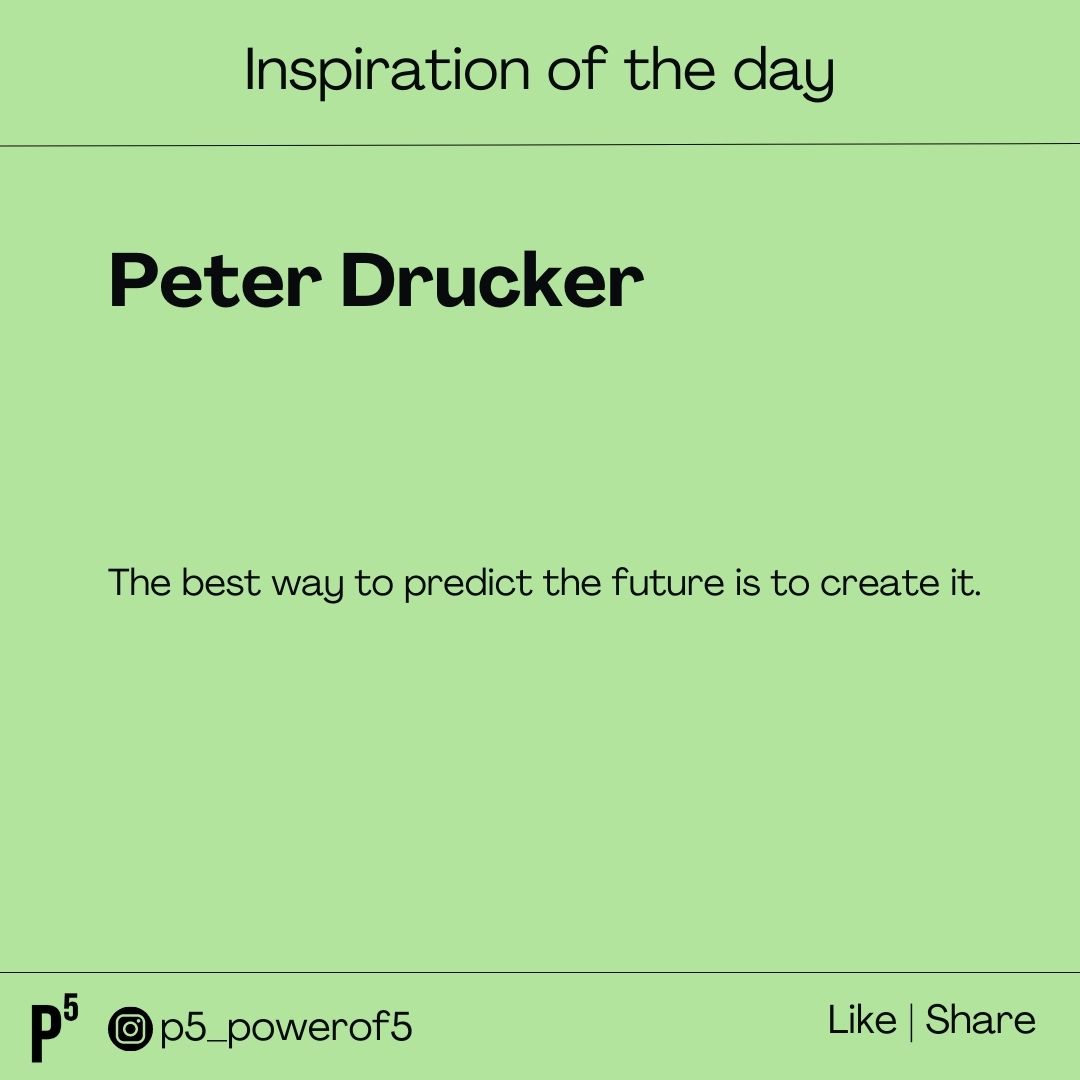 Inspiration of the day
Peter Drucker
The best way to predict the future is to create it.
P5 p5_powerof5
Like | Share